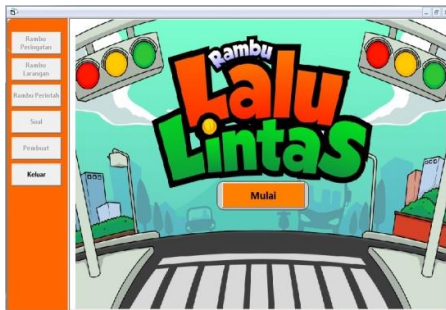 Rambu
Peringatan
Rambu
Larangan
Rambu Perintah
Soal
Pembuat
Keluar
Rambu
Lalu
Lintas
Mulai